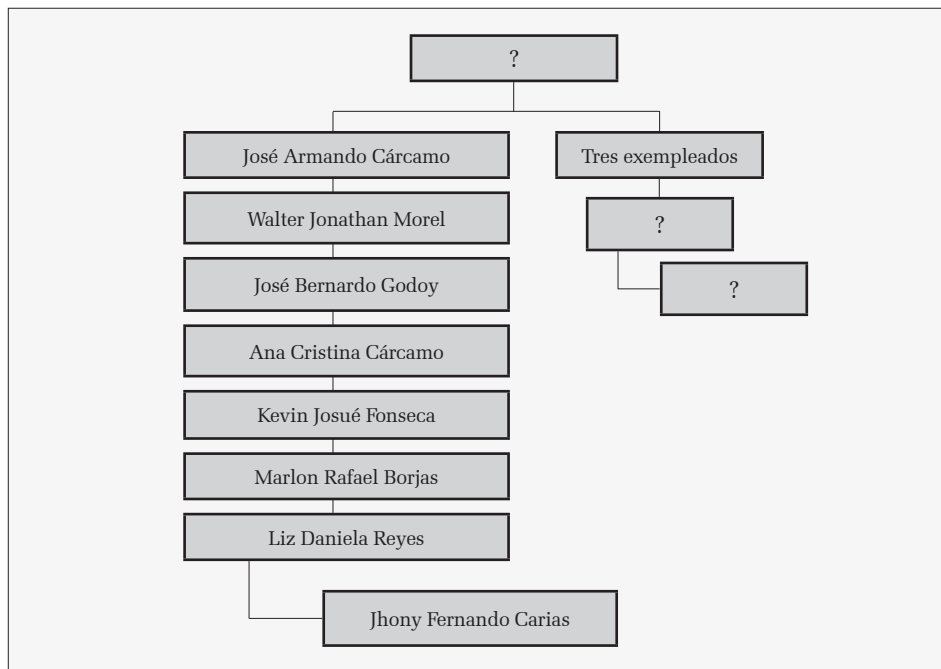 ?
José Armando Cárcamo
Tres exempleados
Walter Jonathan Morel
?
José Bernardo Godoy
?
Ana Cristina Cárcamo
Kevin Josué Fonseca
Marlon Rafael Borjas
Liz Daniela Reyes
Jhony Fernando Carias